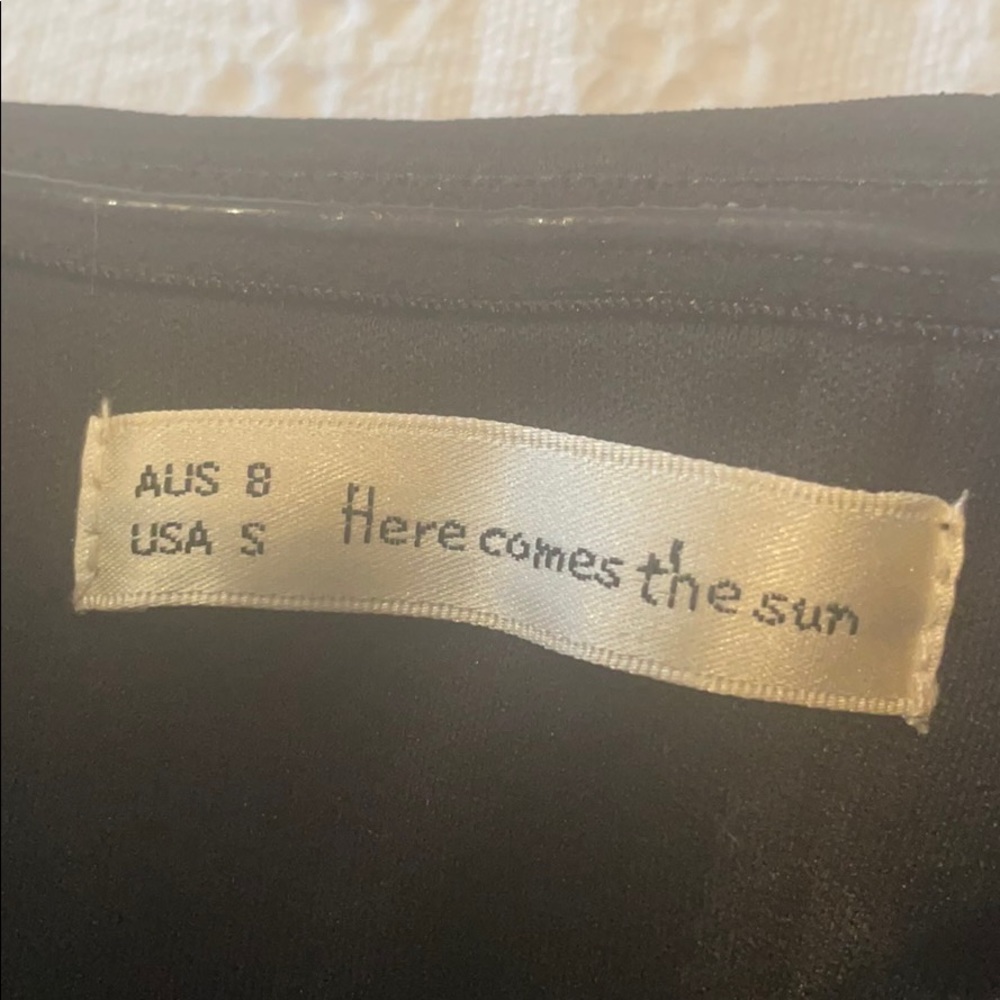 AUS 8
USA S
Here comes the sun